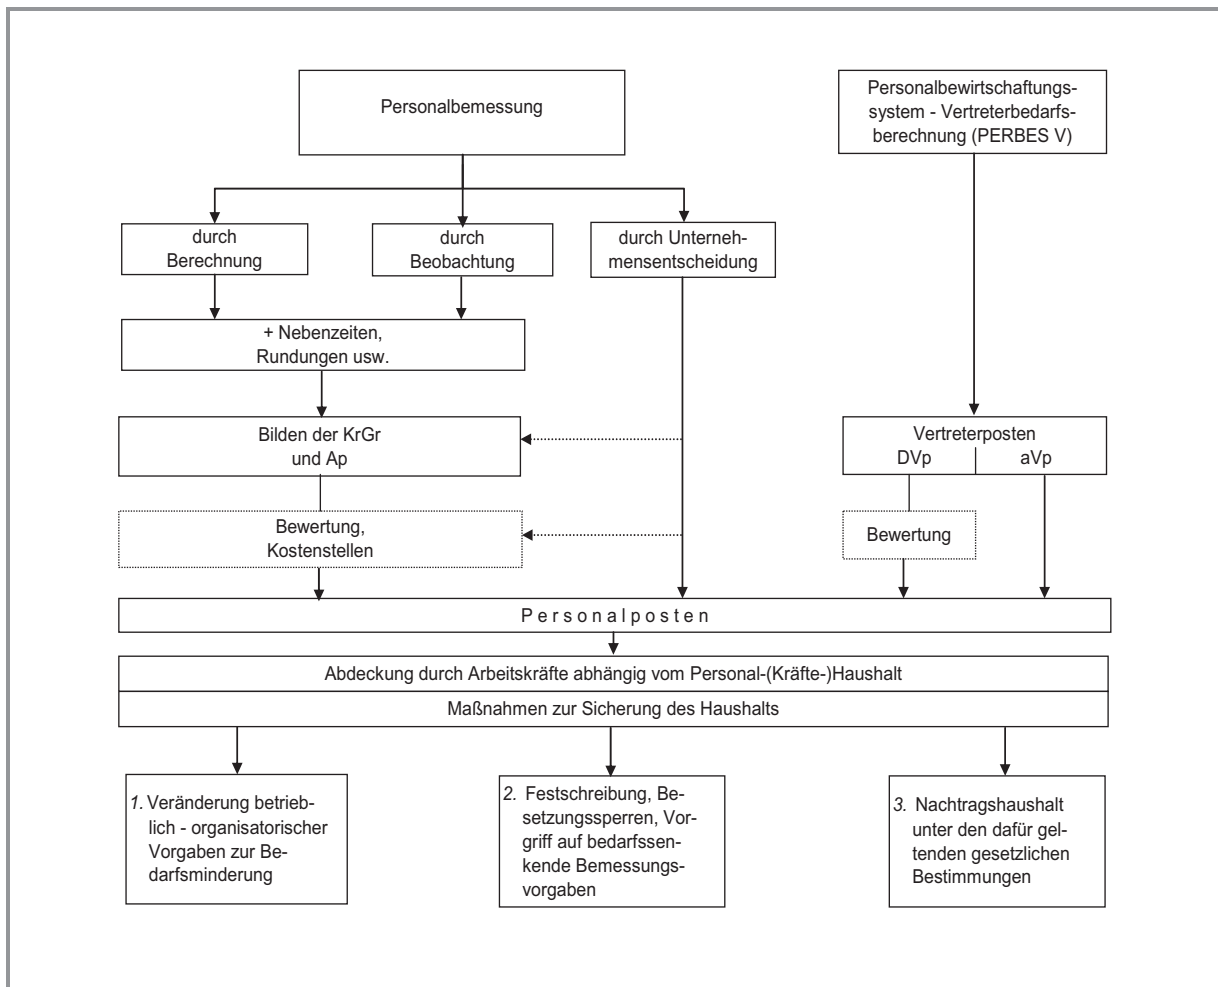 Personalbemessung
Personalbewirtschaftungs-
system - Vertreterbedarfs-
berechnung (PERBES V)
durch
Berechnung
durch
Beobachtung
durch Unterneh-
mensentscheidung
+ Nebenzeiten,
Rundungen usw.
Bilden der KrGr
und Ap
Vertreterposten
DVp aVp
Bewertung,
Kostenstellen
Bewertung
Personalposten
Abdeckung durch Arbeitskräfte abhängig vom Personal-(Kräfte-)Haushalt
Maßnahmen zur Sicherung des Haushalts
1. Veränderung betrieb-
lich - organisatorischer
Vorgaben zur Be-
darfsminderung
2. Festschreibung, Be-
setzungssperren, Vor-
griff auf bedarfssen-
kende Bemessungs-
vorgaben
3. Nachtragshaushalt
unter den dafür gel-
tenden gesetzlichen
Bestimmungen